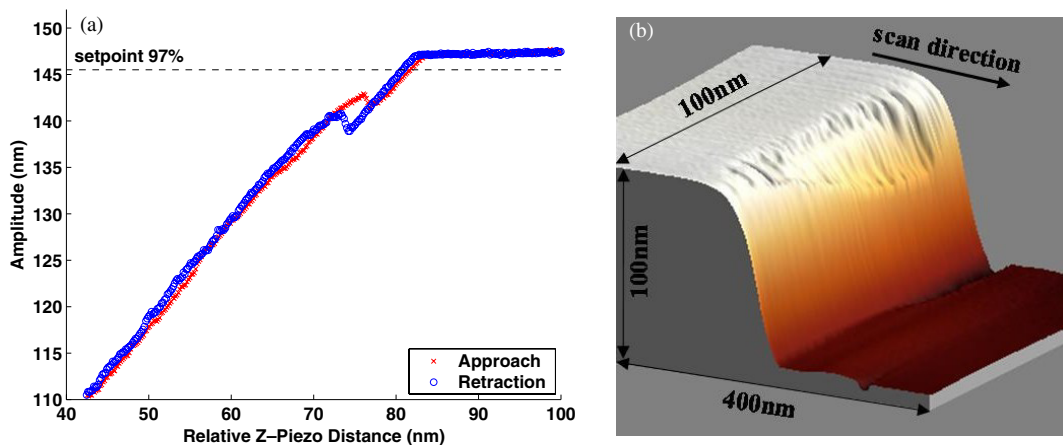 (a)
setpoint 97%
150
145
140
135
130
125
120
115
110
Amplitude (nm)
40 50 60 70 80 90 100
Relative Z–Piezo Distance (nm)
Approach
Retraction
(b)
scan direction
100nm
100nm
400nm